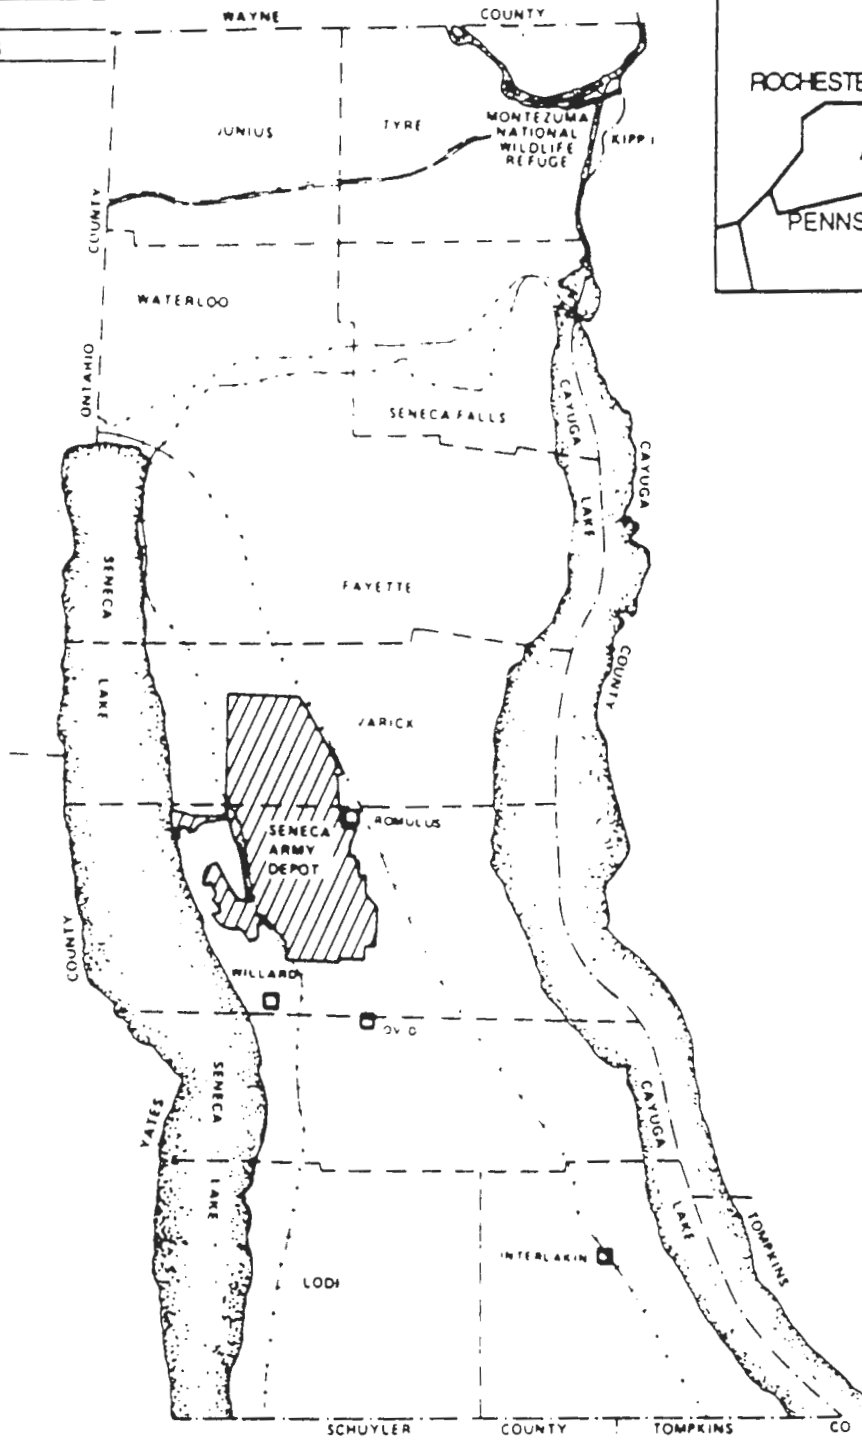 WAYNE COUNTY
ROCHESTE
JUNIUS
TYRE
MONTEZUMA
NATIONAL
WILDLIFE
REFUGE
KIPP
PENNS
COUNTY
WATERLOO
ONTARIO
SENECA FALLS
CAYUGA
LAKE
CAYUGA
COUNTY
SENECA
LAKE
FAYETTE
VARICK
ROMULUS
SENECA
ARMY
DEPOT
COUNTY
WILLARD
YATES
SENECA
LAKE
CAYUGA
LAKE
TOMPKINS
INTERLAKIN
LODI
SCHUYLER COUNTY TOMPKINS CO